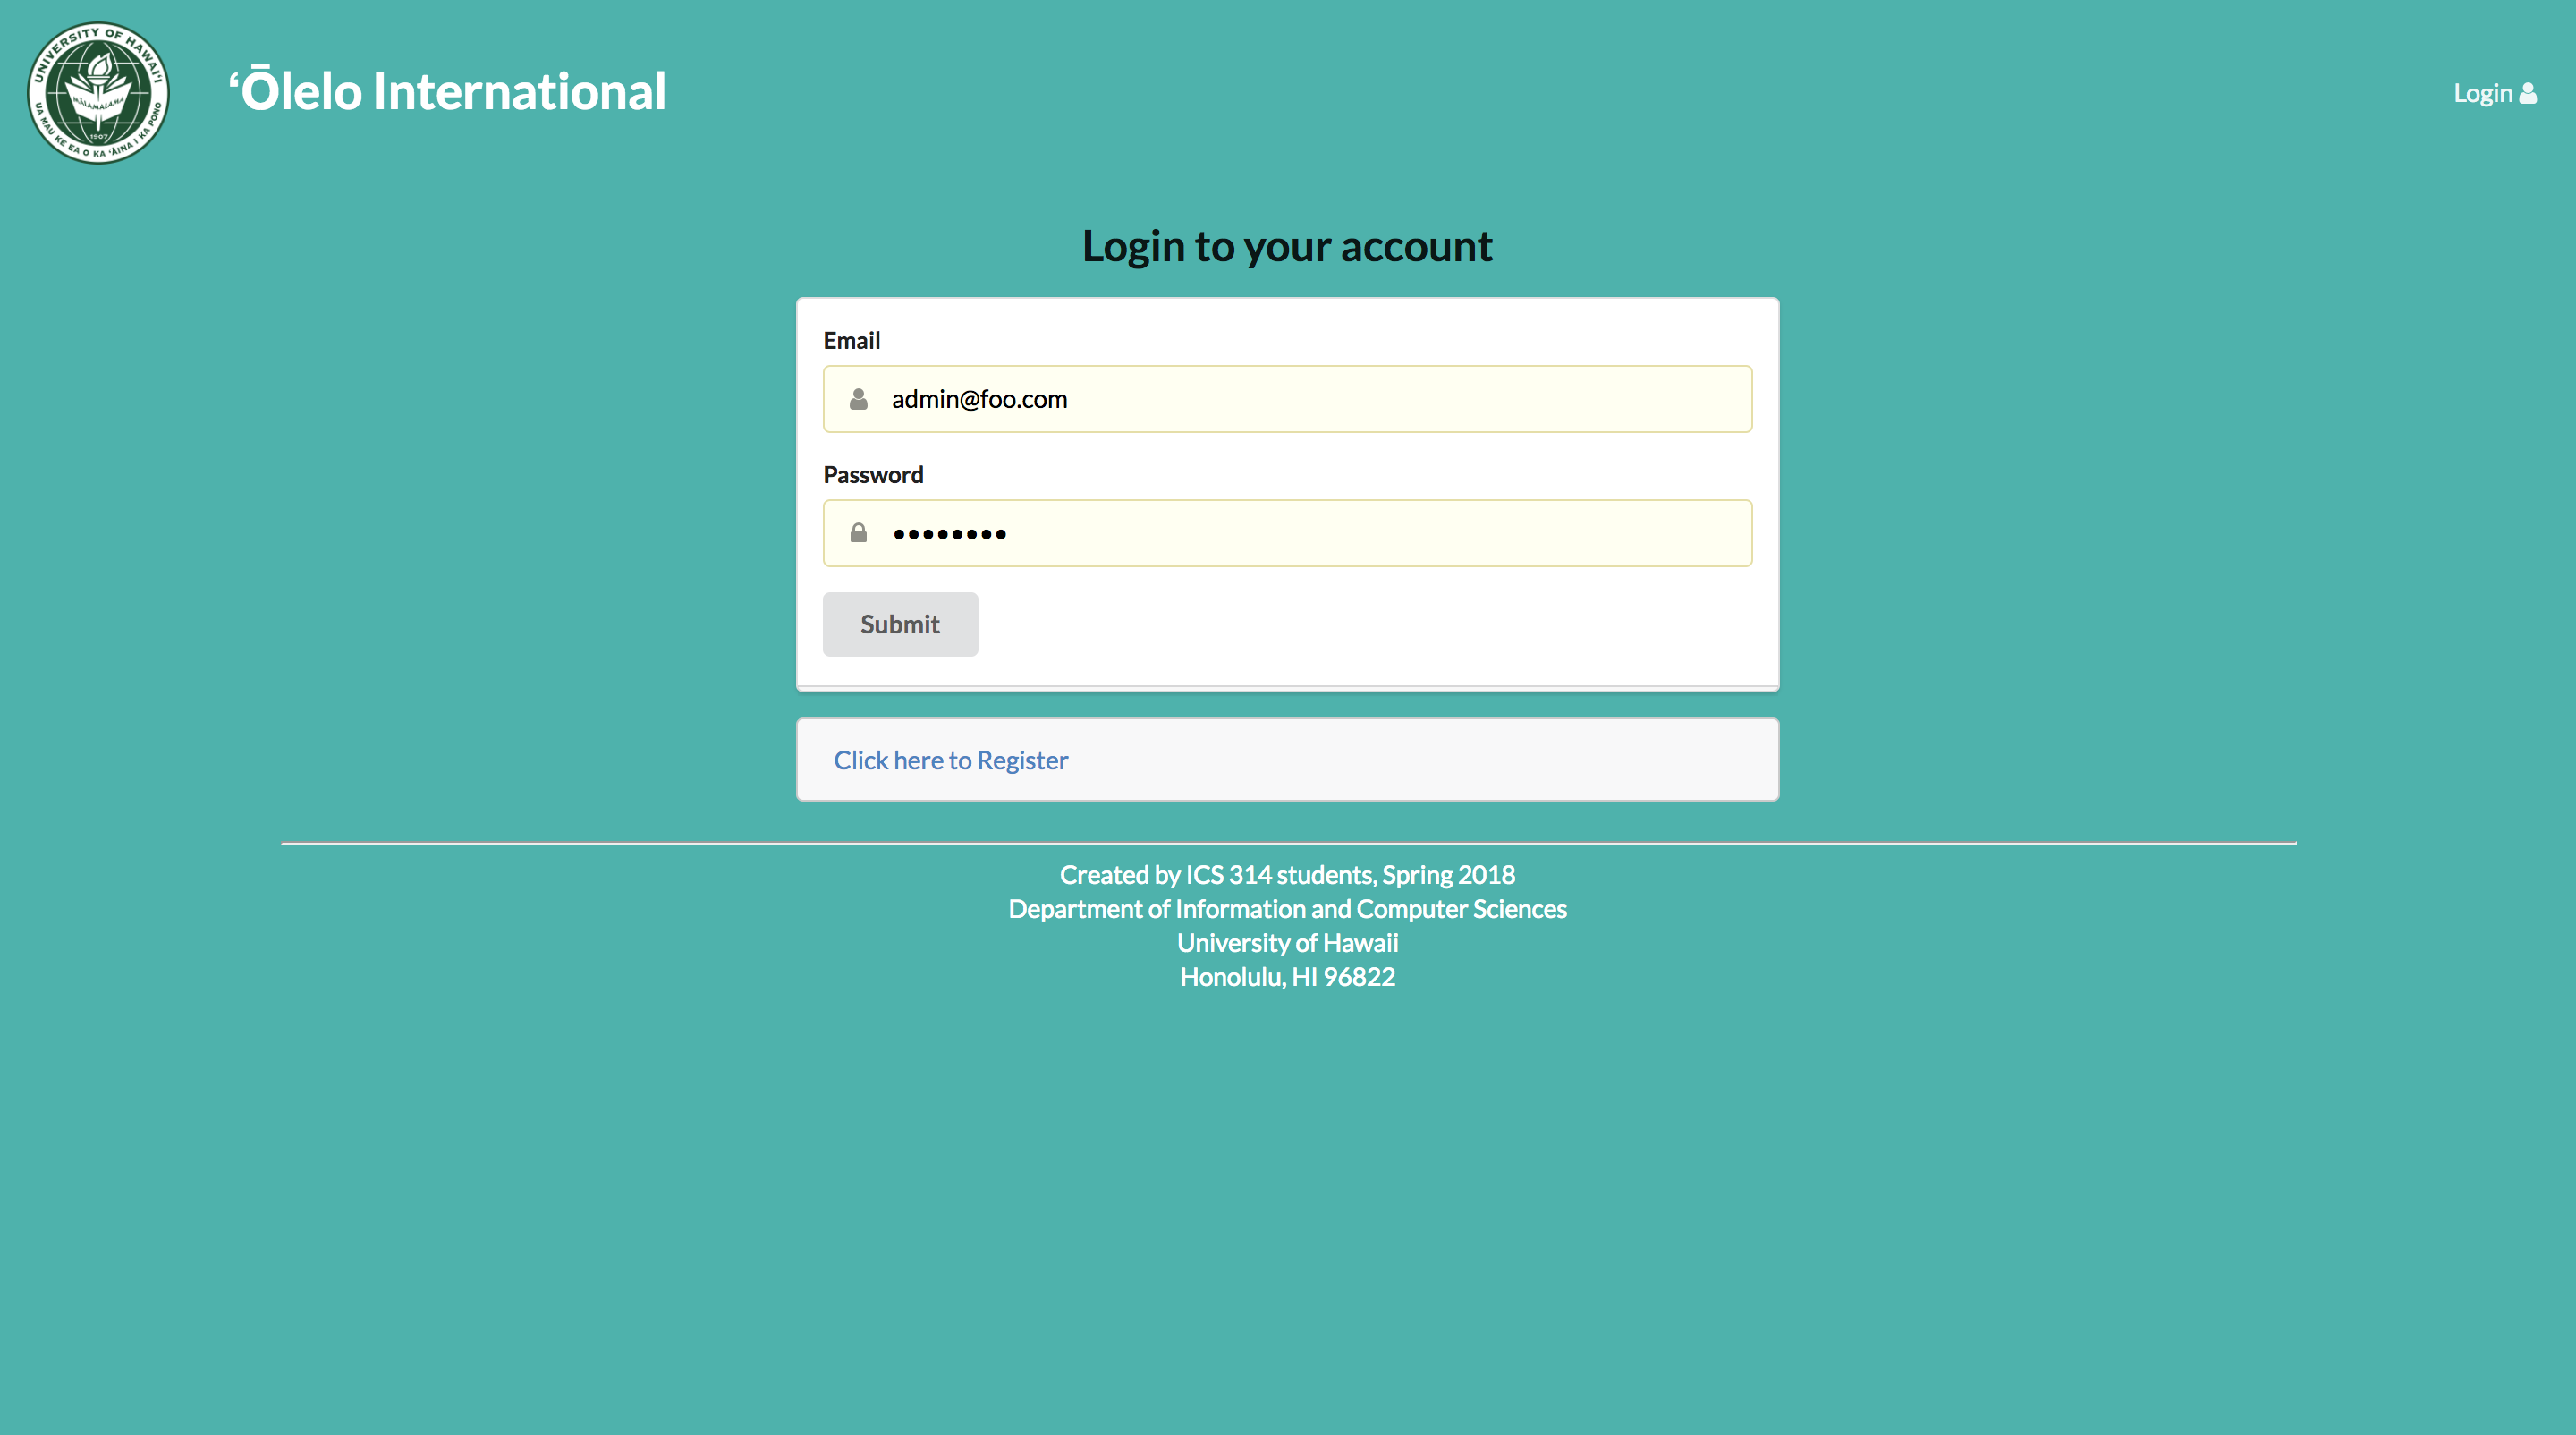 UNIVERSITY OF HAWAI‘I
MĀLAMALAMA
1907
UA MAU KE EA O KA ‘ĀINA I KA PONO
‘Ōlelo International
Login
Login to your account
Email
admin@foo.com
Password
••••••••
Submit
Click here to Register
Created by ICS 314 students, Spring 2018
Department of Information and Computer Sciences
University of Hawaii
Honolulu, HI 96822